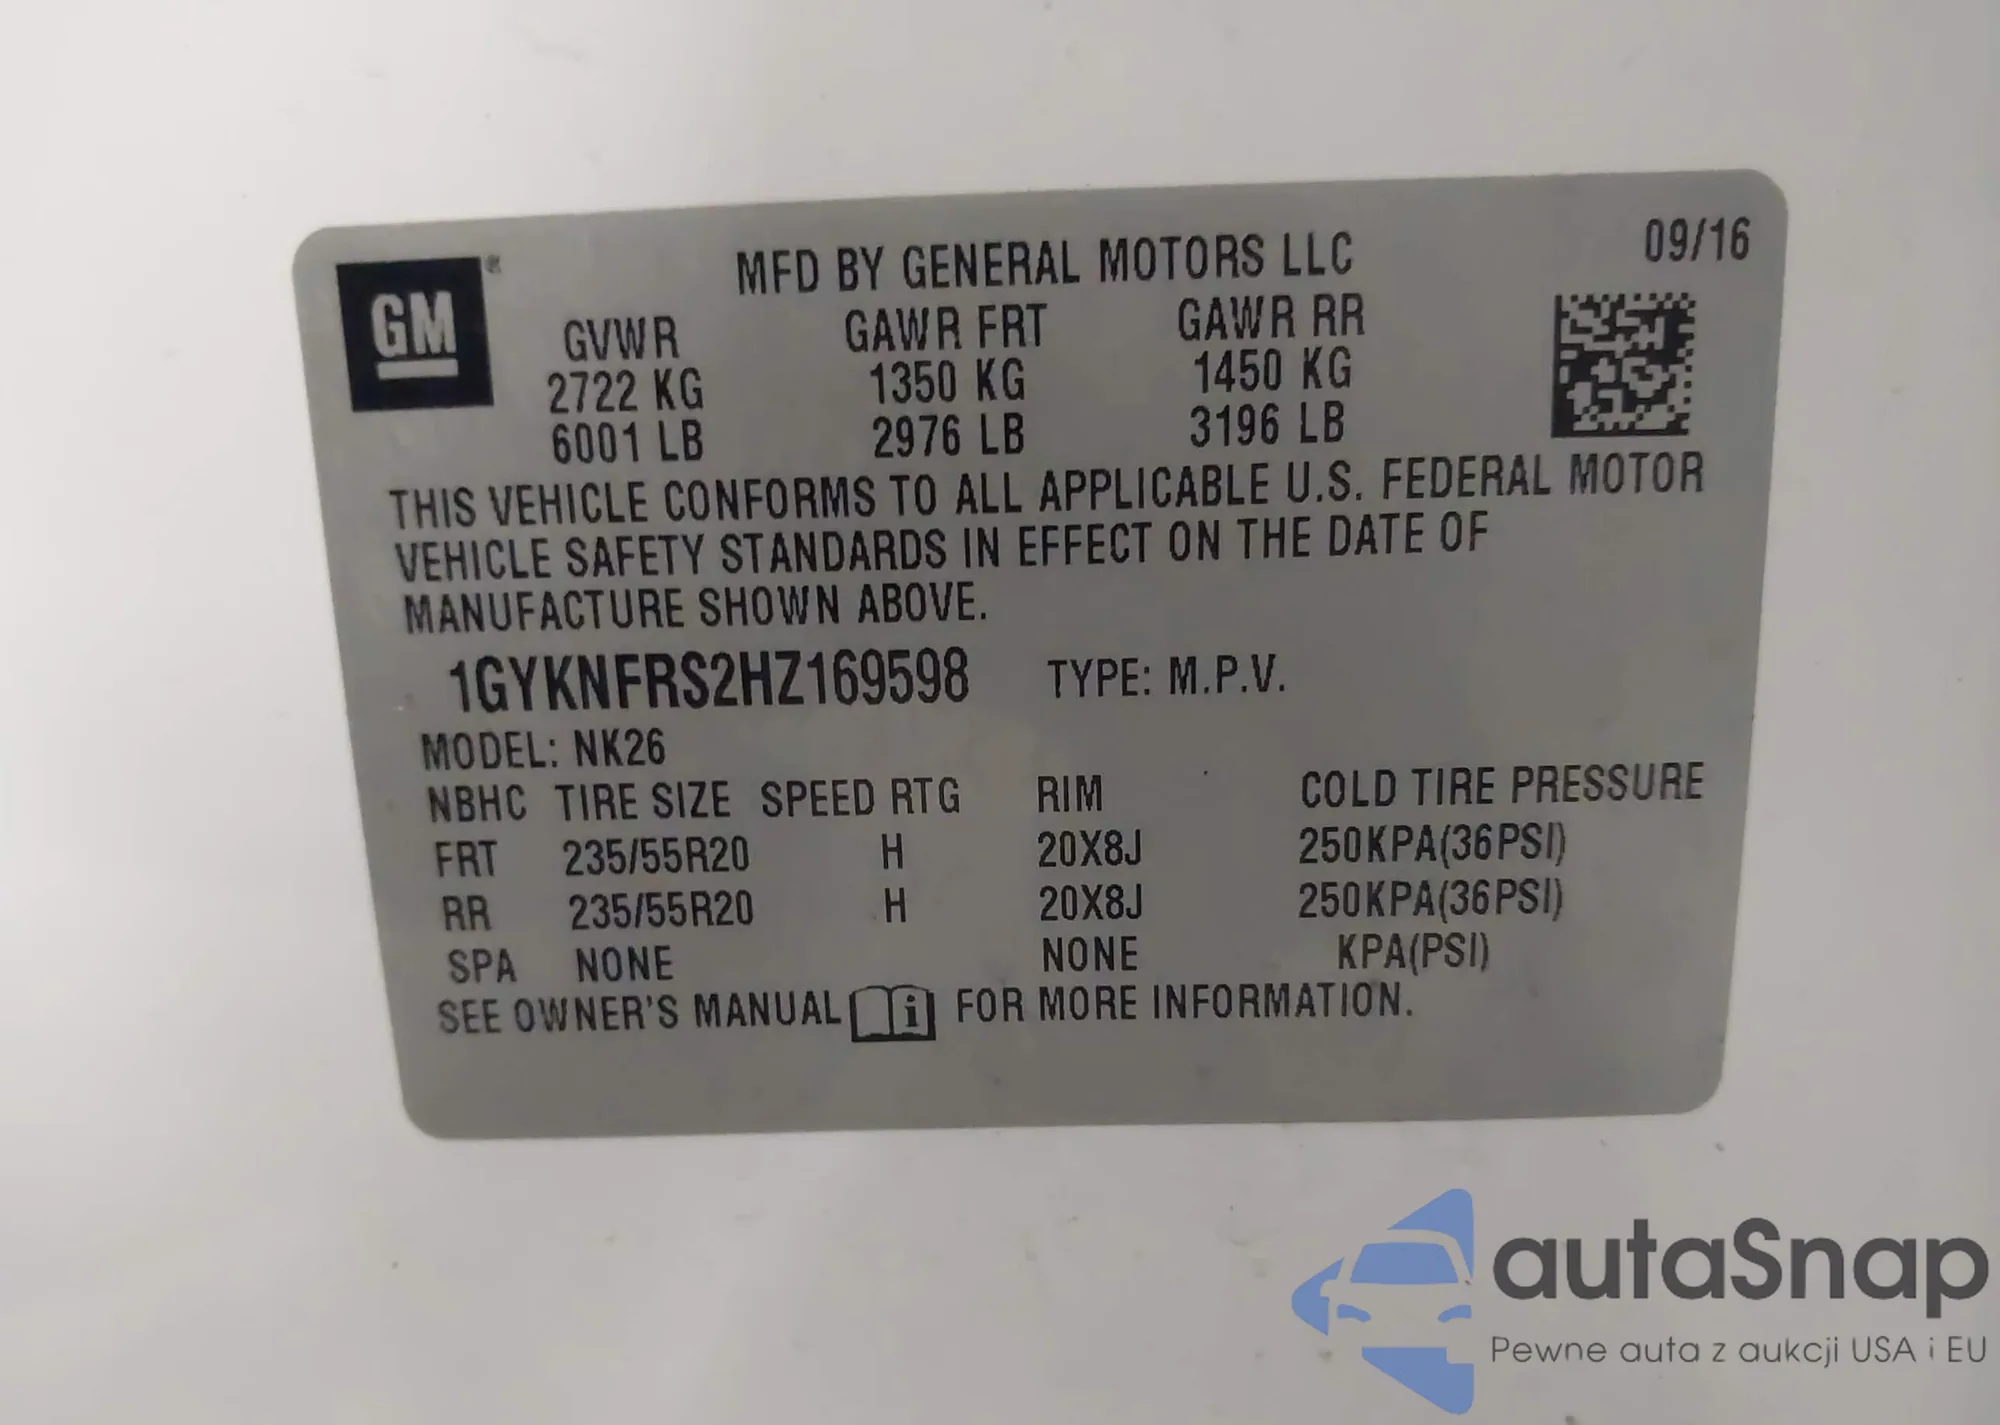 GM ®
MFD BY GENERAL MOTORS LLC 09/16
GVWR GAWR FRT GAWR RR
2722 KG 1350 KG 1450 KG
6001 LB 2976 LB 3196 LB
THIS VEHICLE CONFORMS TO ALL APPLICABLE U.S. FEDERAL MOTOR
VEHICLE SAFETY STANDARDS IN EFFECT ON THE DATE OF
MANUFACTURE SHOWN ABOVE.
1GYKNFRS2HZ169598 TYPE: M.P.V.
MODEL: NK26
NBHC TIRE SIZE SPEED RTG RIM COLD TIRE PRESSURE
FRT 235/55R20 H 20X8J 250KPA(36PSI)
RR 235/55R20 H 20X8J 250KPA(36PSI)
SPA NONE NONE KPA(PSI)
SEE OWNER'S MANUAL i FOR MORE INFORMATION.
autaSnap
Pewne auta z aukcji USA i EU